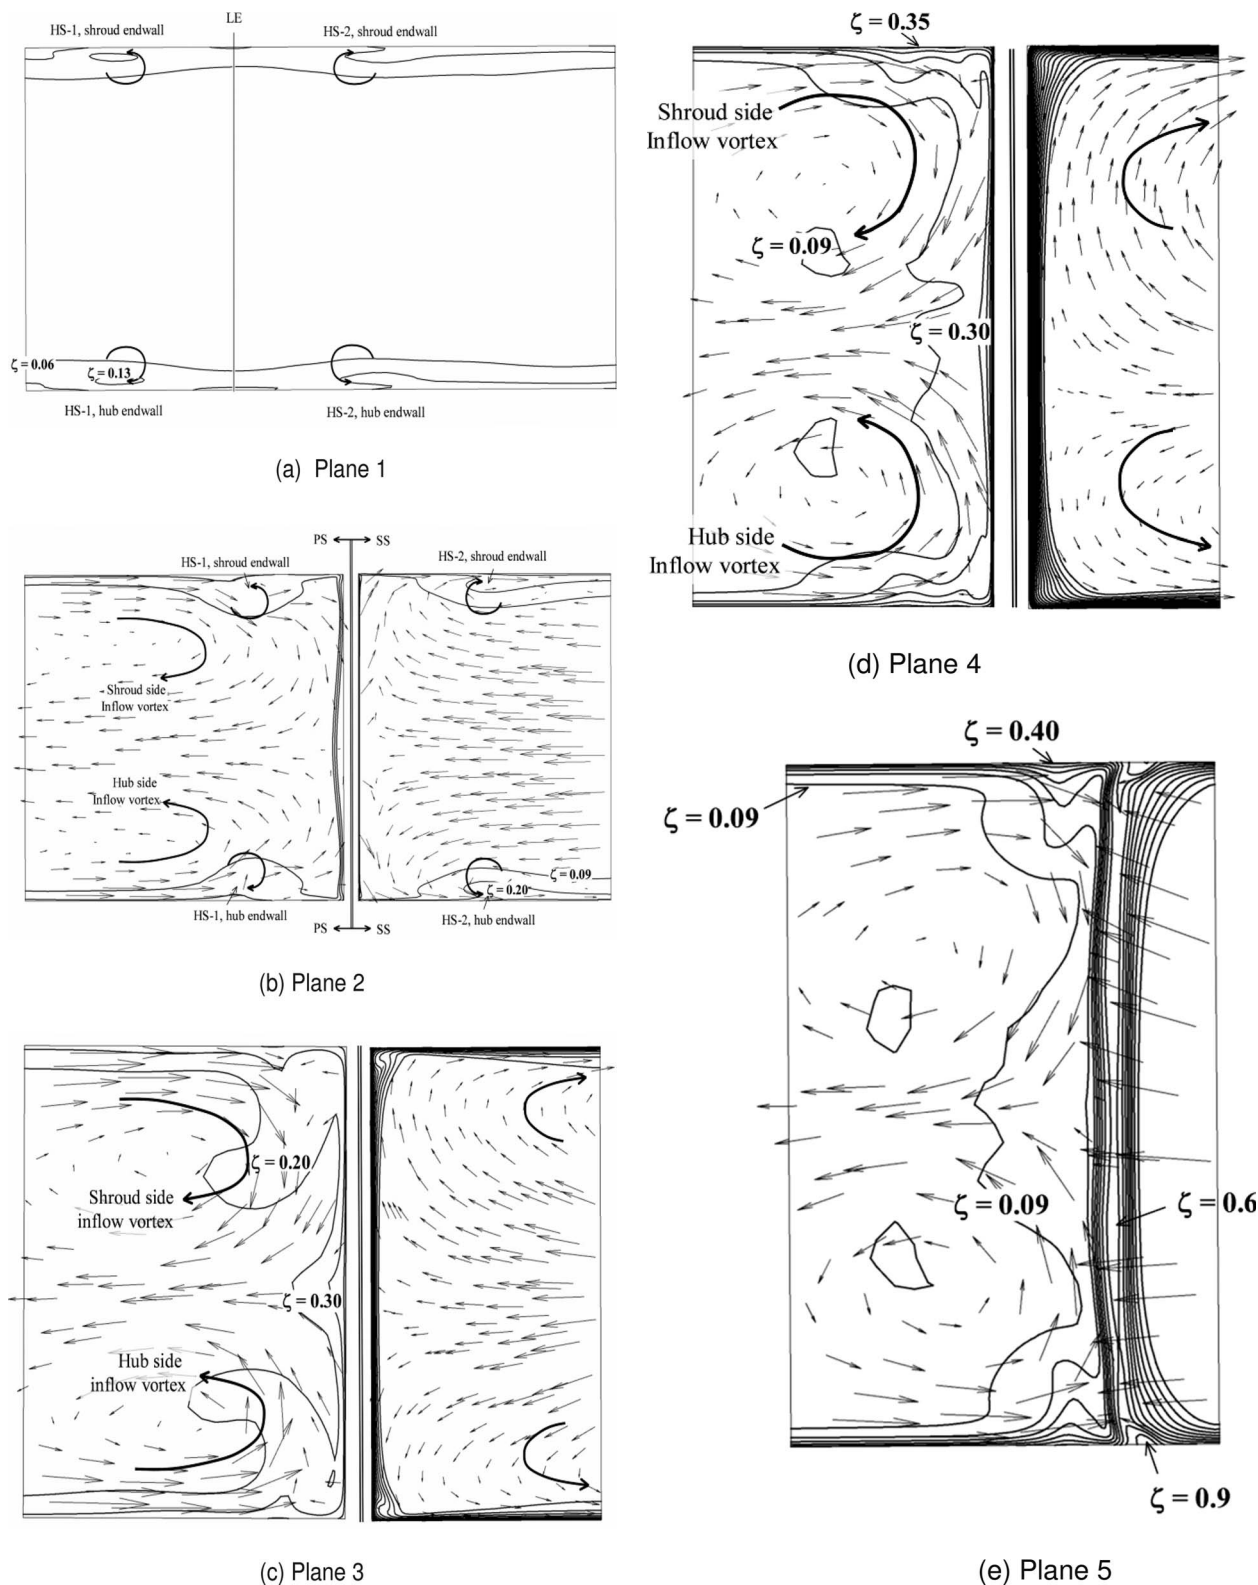 LE
HS-1, shroud endwall
HS-2, shroud endwall
ζ = 0.06
ζ = 0.13
HS-1, hub endwall
HS-2, hub endwall
(a) Plane 1
PS
SS
HS-1, shroud endwall
HS-2, shroud endwall
Shroud side
Inflow vortex
Hub side
Inflow vortex
ζ = 0.09
ζ = 0.20
HS-1, hub endwall
HS-2, hub endwall
PS
SS
(b) Plane 2
ζ = 0.20
Shroud side
inflow vortex
ζ = 0.30
Hub side
inflow vortex
(c) Plane 3
ζ = 0.35
Shroud side
Inflow vortex
ζ = 0.09
ζ = 0.30
Hub side
Inflow vortex
(d) Plane 4
ζ = 0.40
ζ = 0.09
ζ = 0.09
ζ = 0.6
ζ = 0.9
(e) Plane 5